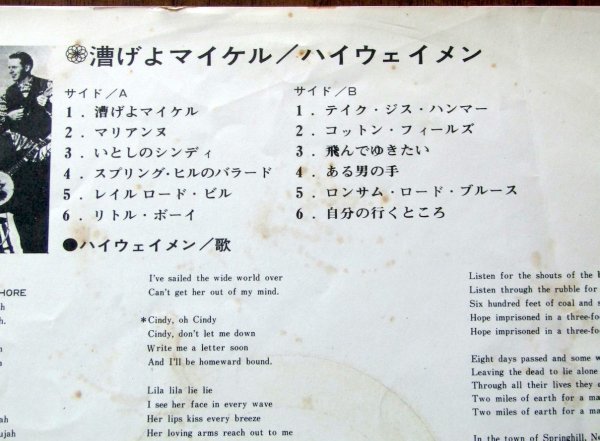 漕げよマイケル／ハイウェイメン
サイド／A
1．漕げよマイケル
2．マリアンヌ
3．いとしのシンディ
4．スプリング・ヒルのバラード
5．レイルロード・ビル
6．リトル・ボーイ
サイド／B
1．テイク・ジス・ハンマー
2．コットン・フィールズ
3．飛んでゆきたい
4．ある男の手
5．ロンサム・ロード・ブルース
6．自分の行くところ
●ハイウェイメン／歌
HORE
h
h.
h
h
ah
ujah
I've sailed the wide world over
Can't get her out of my mind.
*Cindy, oh Cindy
Cindy, don't let me down
Write me a letter soon
And I'll be homeward bound.
Lila lila lie lie
I see her face in every wave
Her lips kiss every breeze
Her loving arms reach out to me
Listen for the shouts of the b
Listen through the rubble for
Six hundred feet of coal and s
Hope imprisoned in a three-fo
Hope imprisoned in a three-fo
Eight days passed and some w
Leaving the dead to lie alone
Through all their lives they d
Two miles of earth for a ma
Two miles of earth for a ma
In the town of Springhill, N